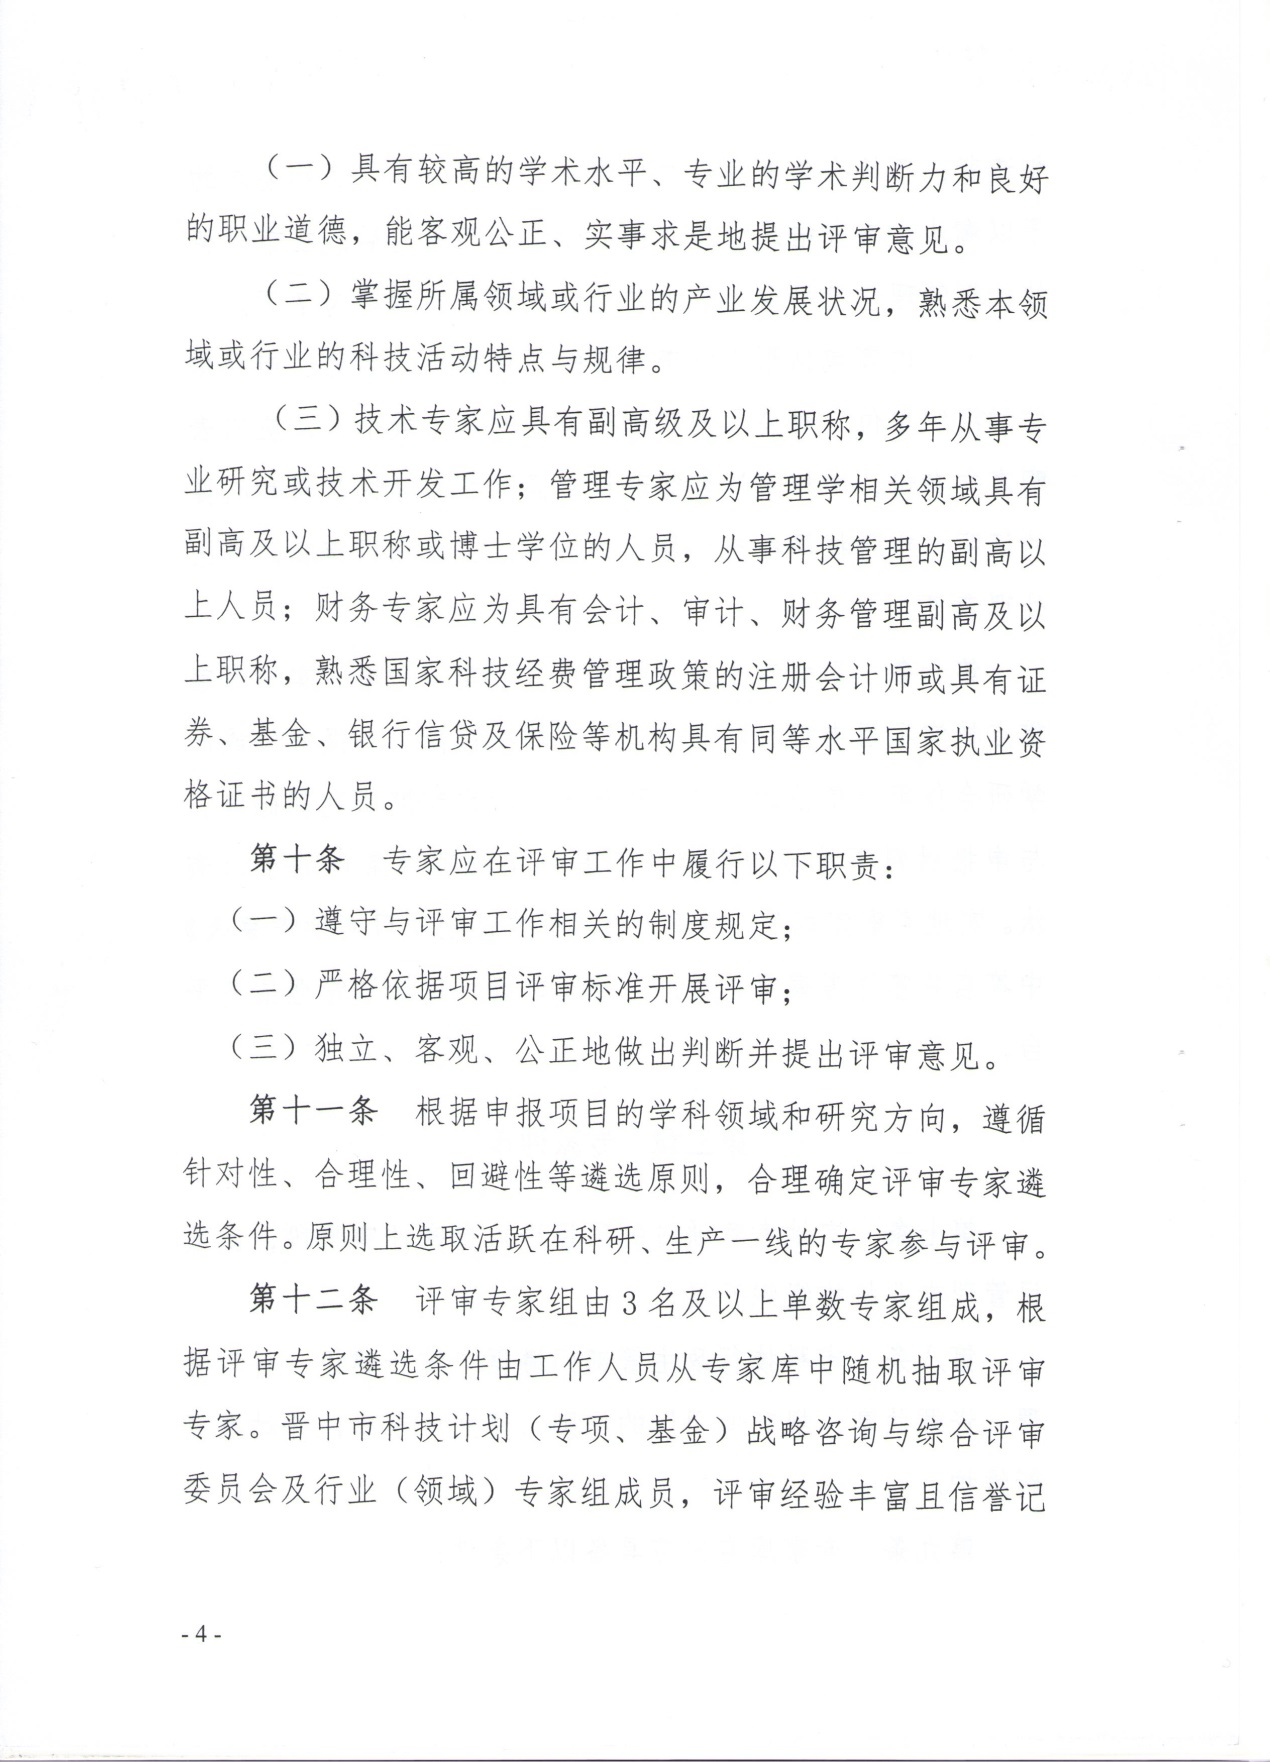 （一）具有较高的学术水平、专业的学术判断力和良好
的职业道德，能客观公正、实事求是地提出评审意见。
（二）掌握所属领域或行业的产业发展状况，熟悉本领
域或行业的科技活动特点与规律。
（三）技术专家应具有副高级及以上职称，多年从事专
业研究或技术开发工作；管理专家应为管理学相关领域具有
副高及以上职称或博士学位的人员，从事科技管理的副高以
上人员；财务专家应为具有会计、审计、财务管理副高及以
上职称，熟悉国家科技经费管理政策的注册会计师或具有证
券、基金、银行信贷及保险等机构具有同等水平国家执业资
格证书的人员。
第十条　专家应在评审工作中履行以下职责：
（一）遵守与评审工作相关的制度规定；
（二）严格依据项目评审标准开展评审；
（三）独立、客观、公正地做出判断并提出评审意见。
第十一条　根据申报项目的学科领域和研究方向，遵循
针对性、合理性、回避性等遴选原则，合理确定评审专家遴
选条件。原则上选取活跃在科研、生产一线的专家参与评审。
第十二条　评审专家组由 3 名及以上单数专家组成，根
据评审专家遴选条件由工作人员从专家库中随机抽取评审
专家。晋中市科技计划（专项、基金）战略咨询与综合评审
委员会及行业（领域）专家组成员，评审经验丰富且信誉记
- 4 -